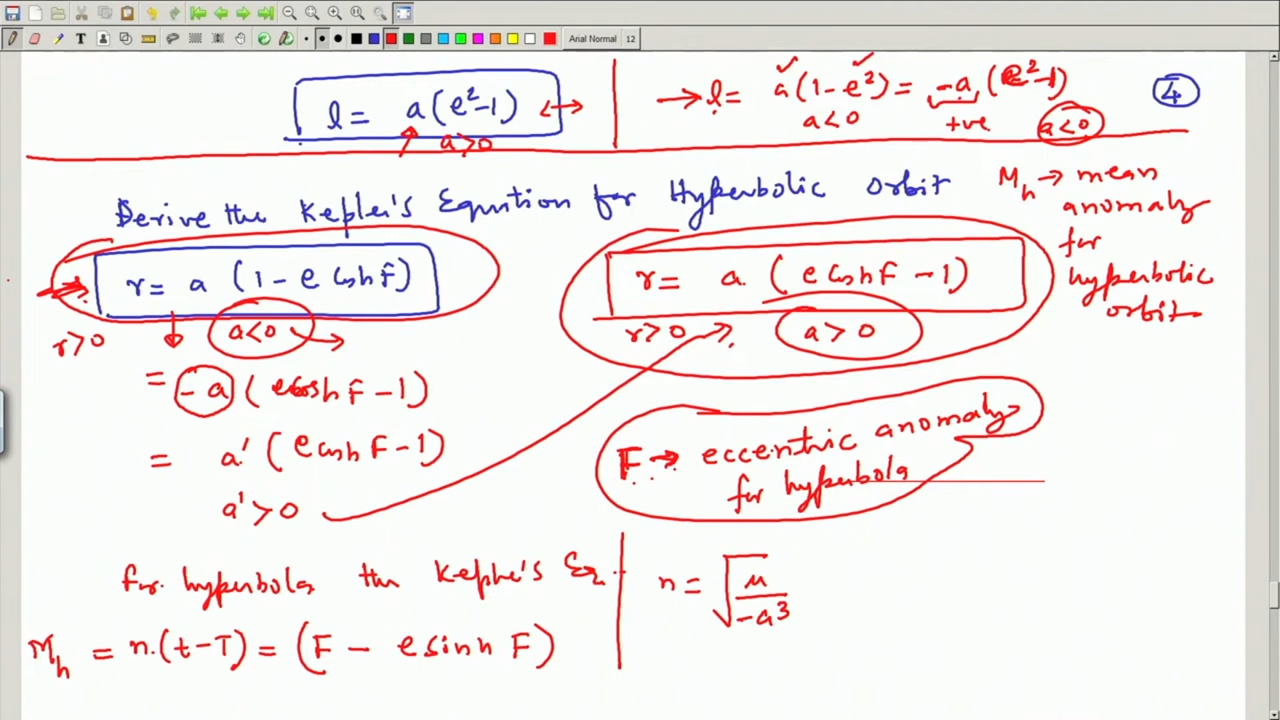 Arial Normal 12
l = a(e²-1) ↔
a>0
→ l = a(1-e²) = -a(e²-1)
a<0 +ve a<0
④
Derive the Kepler's Equation for Hyperbolic orbit
M_h → mean
anomaly
for
hyperbolic
orbit
r = a (1 - e cosh F)
r>0 a<0
= -a (e cosh F - 1)
= a' (e cosh F - 1)
a' > 0
r = a. (e cosh F - 1)
r>0 a > 0
F → eccentric anomaly
for hyperbola
for hyperbola the Kepler's Eq.
M_h = n.(t-T) = (F - e sinh F)
n = √(μ/-a³)